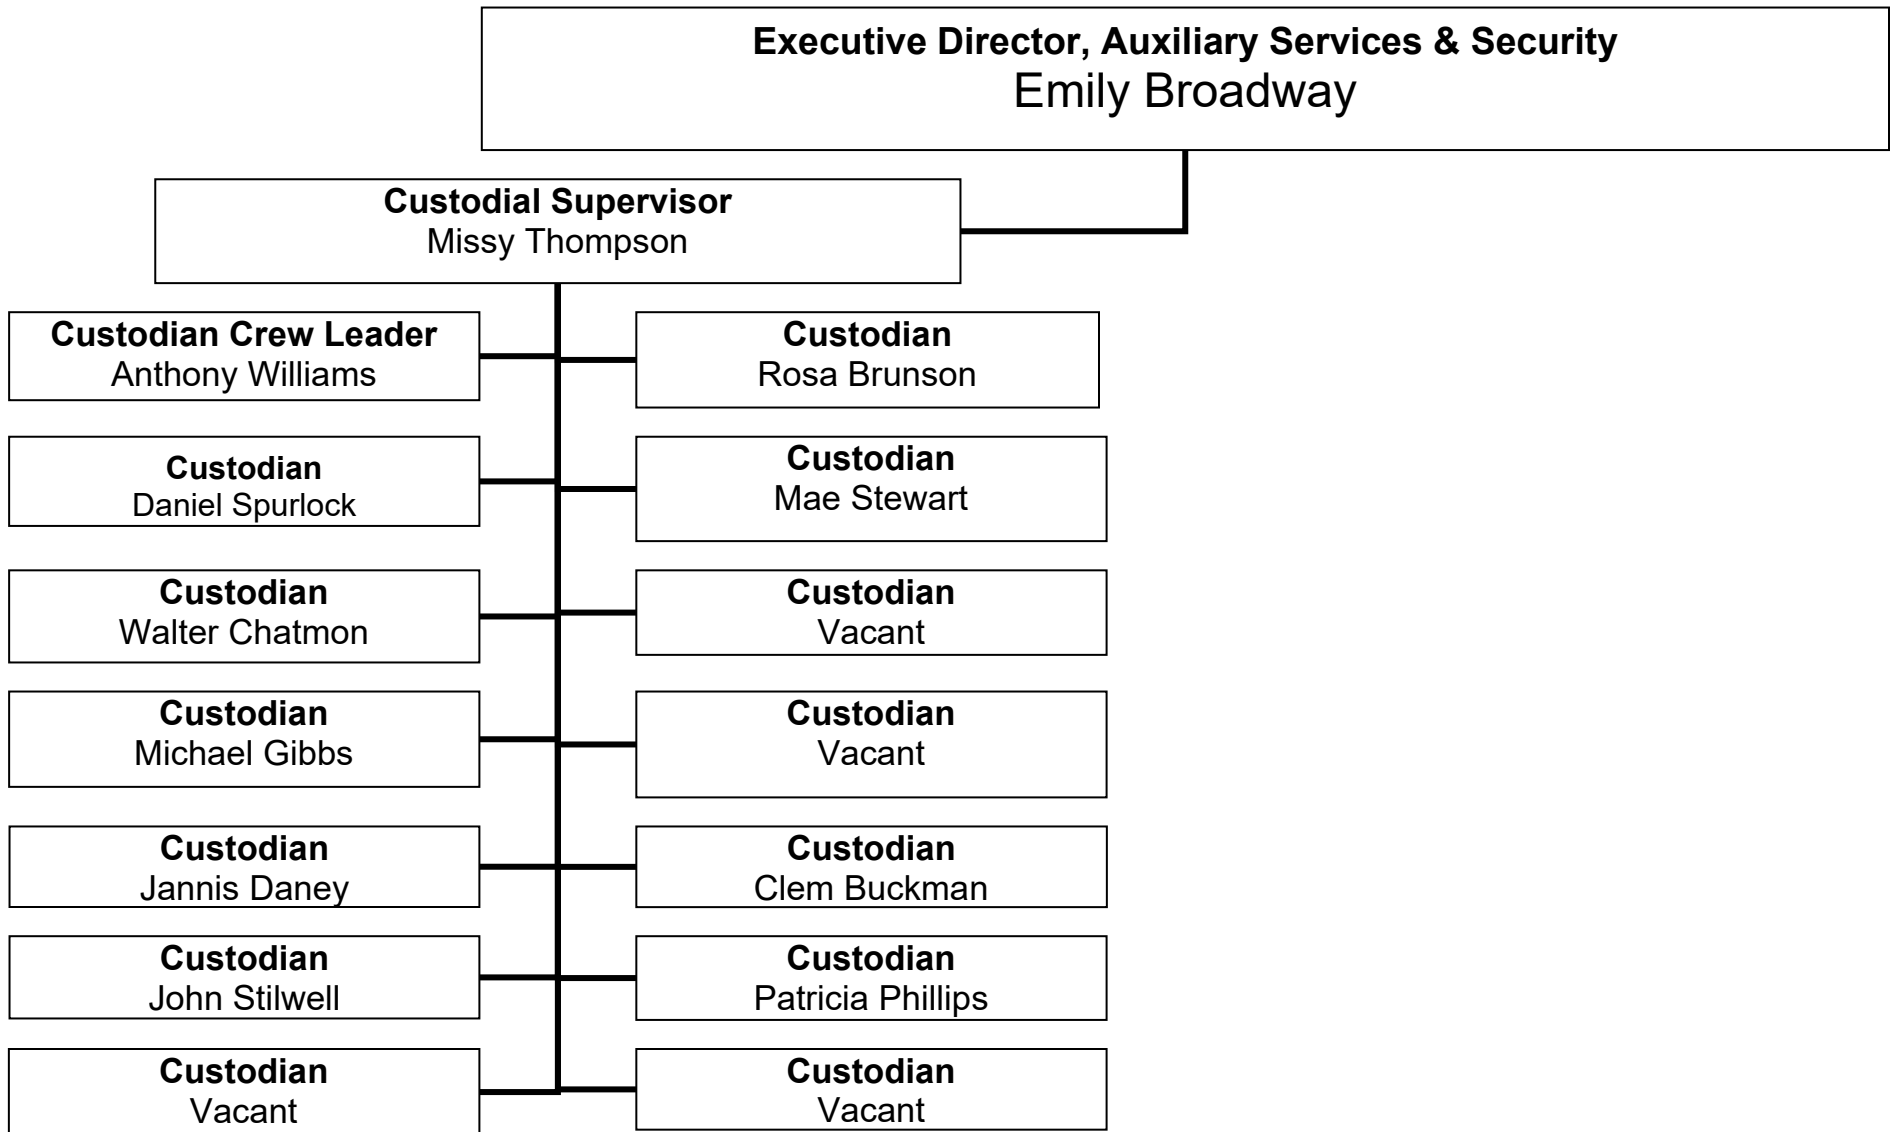 Executive Director, Auxiliary Services & Security
Emily Broadway
Custodial Supervisor
Missy Thompson
Custodian Crew Leader
Anthony Williams
Custodian
Rosa Brunson
Custodian
Daniel Spurlock
Custodian
Mae Stewart
Custodian
Walter Chatmon
Custodian
Vacant
Custodian
Michael Gibbs
Custodian
Vacant
Custodian
Jannis Daney
Custodian
Clem Buckman
Custodian
John Stilwell
Custodian
Patricia Phillips
Custodian
Vacant
Custodian
Vacant